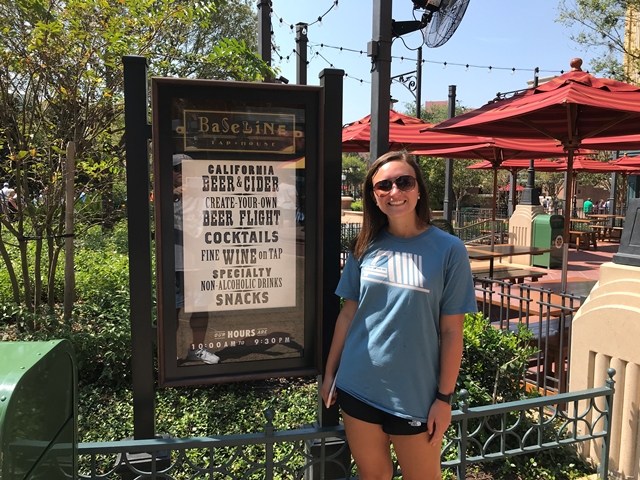 BaSeLiNE
TAP • HOUSE
CALIFORNIA
BEER & CIDER
CREATE-YOUR-OWN
BEER FLIGHT
COCKTAILS
FINE WINE on TAP
SPECIALTY
NON-ALCOHOLIC DRINKS
SNACKS
OUR HOURS ARE
10:00AM TO 9:30PM